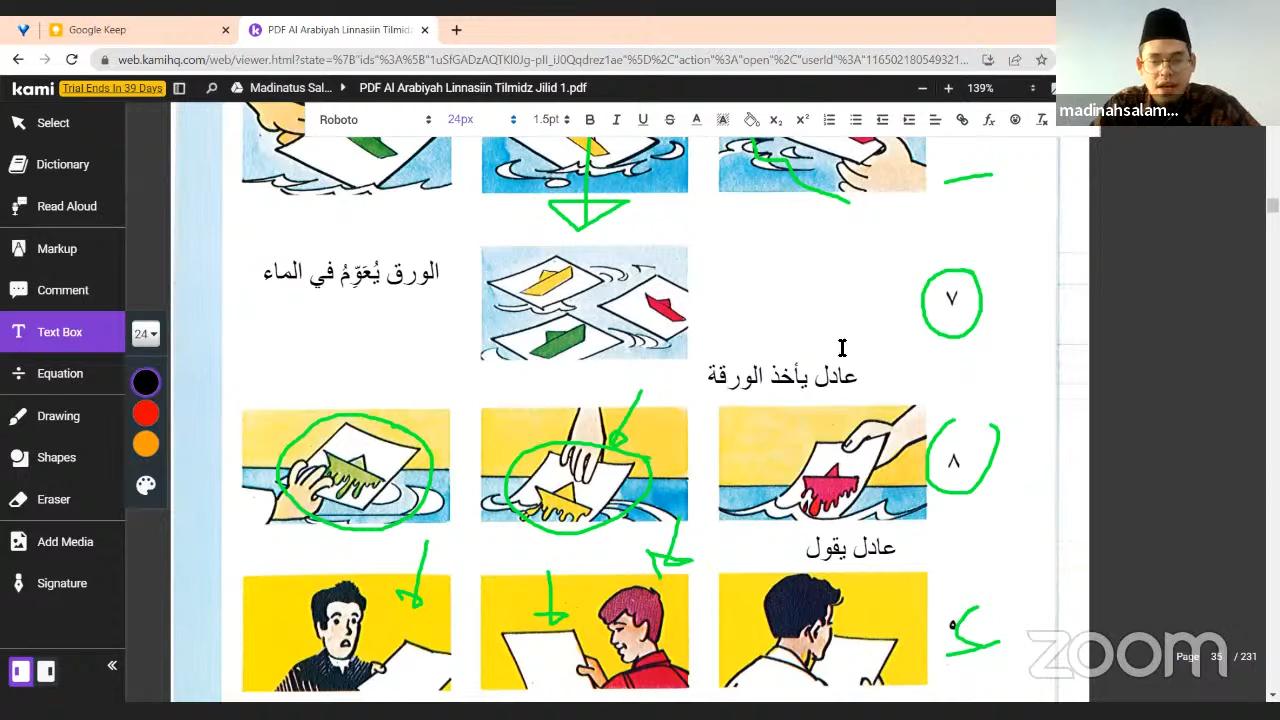 Google Keep
PDF Al Arabiyah Linnasiin Tilmidz
web.kamihq.com/web/viewer.html?state=%7B"ids"%3A%5B"1uSf2ADzAQTKI0Jg-pIl_iJ0Qqdrez1ae"%5D%2C"action"%3A"open"%2C"userId"%3A"116502180549321...
kami
Trial Ends In 39 Days
Madinatus Sal...
PDF Al Arabiyah Linnasiin Tilmidz Jilid 1.pdf
139%
madinahsalam...
Roboto
24px
1.5pt
Select
Dictionary
Read Aloud
Markup
Comment
Text Box
24
Equation
Drawing
Shapes
Eraser
Add Media
Signature
الورق يُعَوِّمُ في الماء
٧
عادل يأخذ الورقة
٨
عادل يقول
zoom
Page 35 / 231